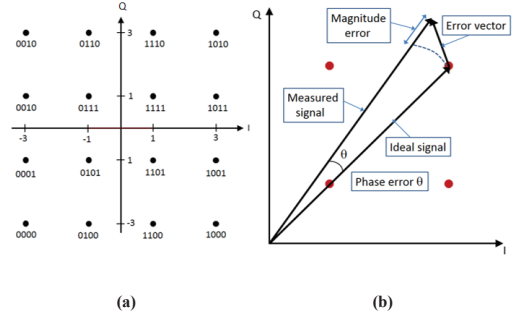 Q
3
0010 0110 1110 1010
1
0010 0111 1111 1011
I
-3 -1 1 3
1
0001 0101 1101 1001
-3
0000 0100 1100 1000
(a)
Q
Magnitude
error
Error vector
Measured
signal
Ideal signal
θ
Phase error θ
I
(b)